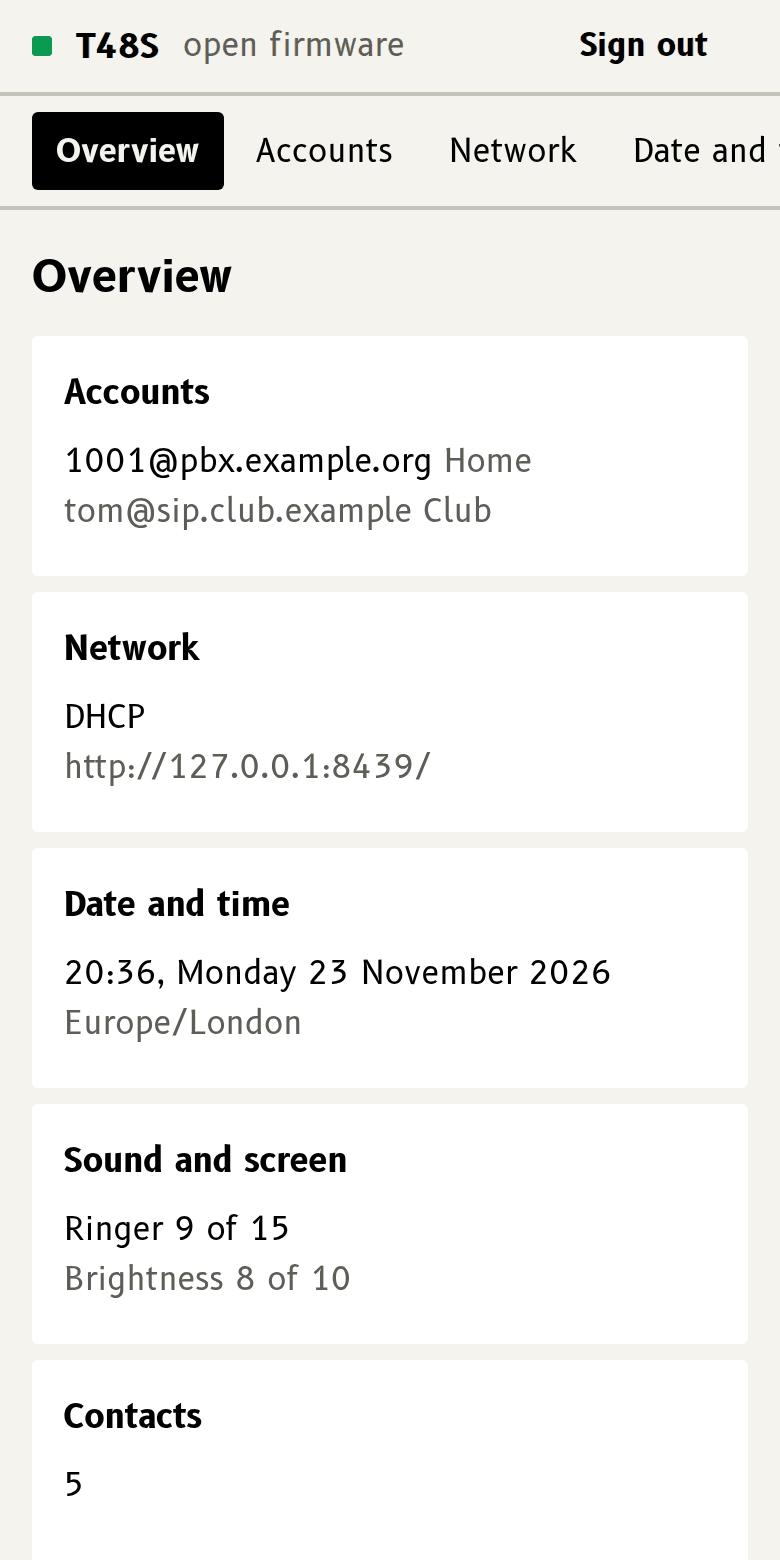 T48S open firmware Sign out
Overview Accounts Network Date and
Overview
Accounts
1001@pbx.example.org Home
tom@sip.club.example Club
Network
DHCP
http://127.0.0.1:8439/
Date and time
20:36, Monday 23 November 2026
Europe/London
Sound and screen
Ringer 9 of 15
Brightness 8 of 10
Contacts
5